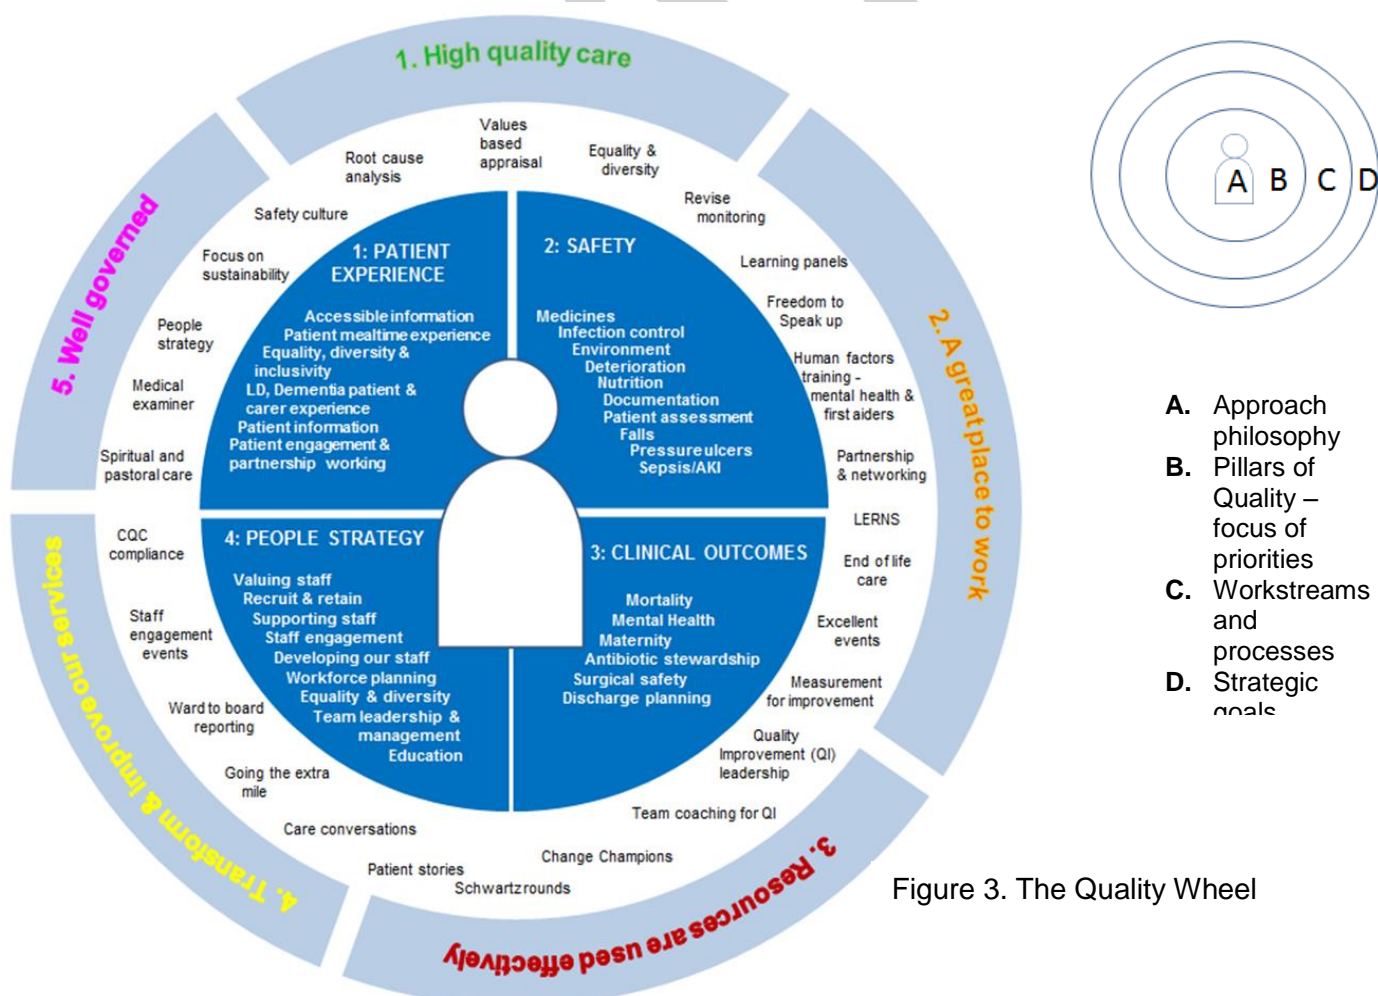 1. High quality care
2. A great place to work
3. Resources are used effectively
4. Transform & Improve our services
5. Well governed
Values
based
appraisal
Equality &
diversity
Revise
monitoring
Learning panels
Freedom to
Speak up
Human factors
training -
mental health &
first aiders
Partnership
& networking
LERNS
End of life
care
Excellent
events
Measurement
for improvement
Quality
Improvement (QI)
leadership
Team coaching for QI
Change Champions
Schwartzrounds
Patient stories
Care conversations
Going the extra
mile
Ward to board
reporting
Staff
engagement
events
CQC
compliance
Spiritual and
pastoral care
Medical
examiner
People
strategy
Focus on
sustainability
Safety culture
Root cause
analysis
1: PATIENT
EXPERIENCE
Accessible information
Patient mealtime experience
Equality, diversity &
inclusivity
LD, Dementia patient &
carer experience
Patient information
Patient engagement &
partnership working
2: SAFETY
Medicines
Infection control
Environment
Deterioration
Nutrition
Documentation
Patient assessment
Falls
Pressure ulcers
Sepsis/AKI
3: CLINICAL OUTCOMES
Mortality
Mental Health
Maternity
Antibiotic stewardship
Surgical safety
Discharge planning
4: PEOPLE STRATEGY
Valuing staff
Recruit & retain
Supporting staff
Staff engagement
Developing our staff
Workforce planning
Equality & diversity
Team leadership &
management
Education
A B C D
A. Approach
philosophy
B. Pillars of
Quality –
focus of
priorities
C. Workstreams
and
processes
D. Strategic
goals
Figure 3. The Quality Wheel